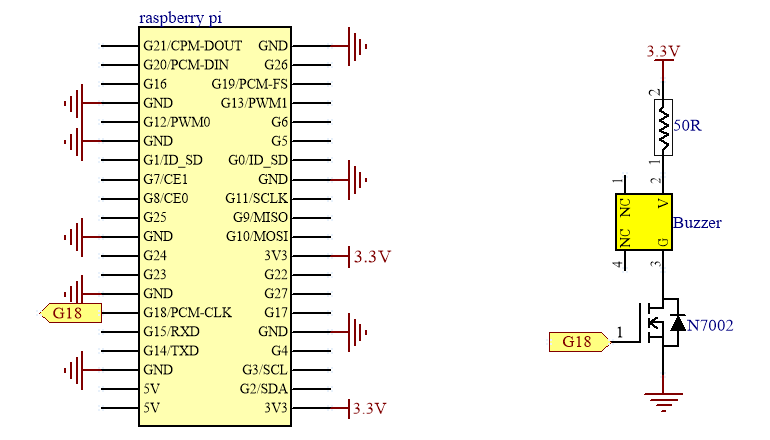 raspberry pi
G21/CPM-DOUT GND
G20/PCM-DIN G26
G16 G19/PCM-FS
GND G13/PWM1
G12/PWM0 G6
GND G5
G1/ID_SD G0/ID_SD
G7/CE1 GND
G8/CE0 G11/SCLK
G25 G9/MISO
GND G10/MOSI
G24 3V3 3.3V
G23 G22
GND G27
G18 G18/PCM-CLK G17
G15/RXD GND
G14/TXD G4
GND G3/SCL
5V G2/SDA
5V 3V3 3.3V
3.3V
2
50R
1
1 2
NC V
Buzzer
NC G
4 3
G18 1 N7002